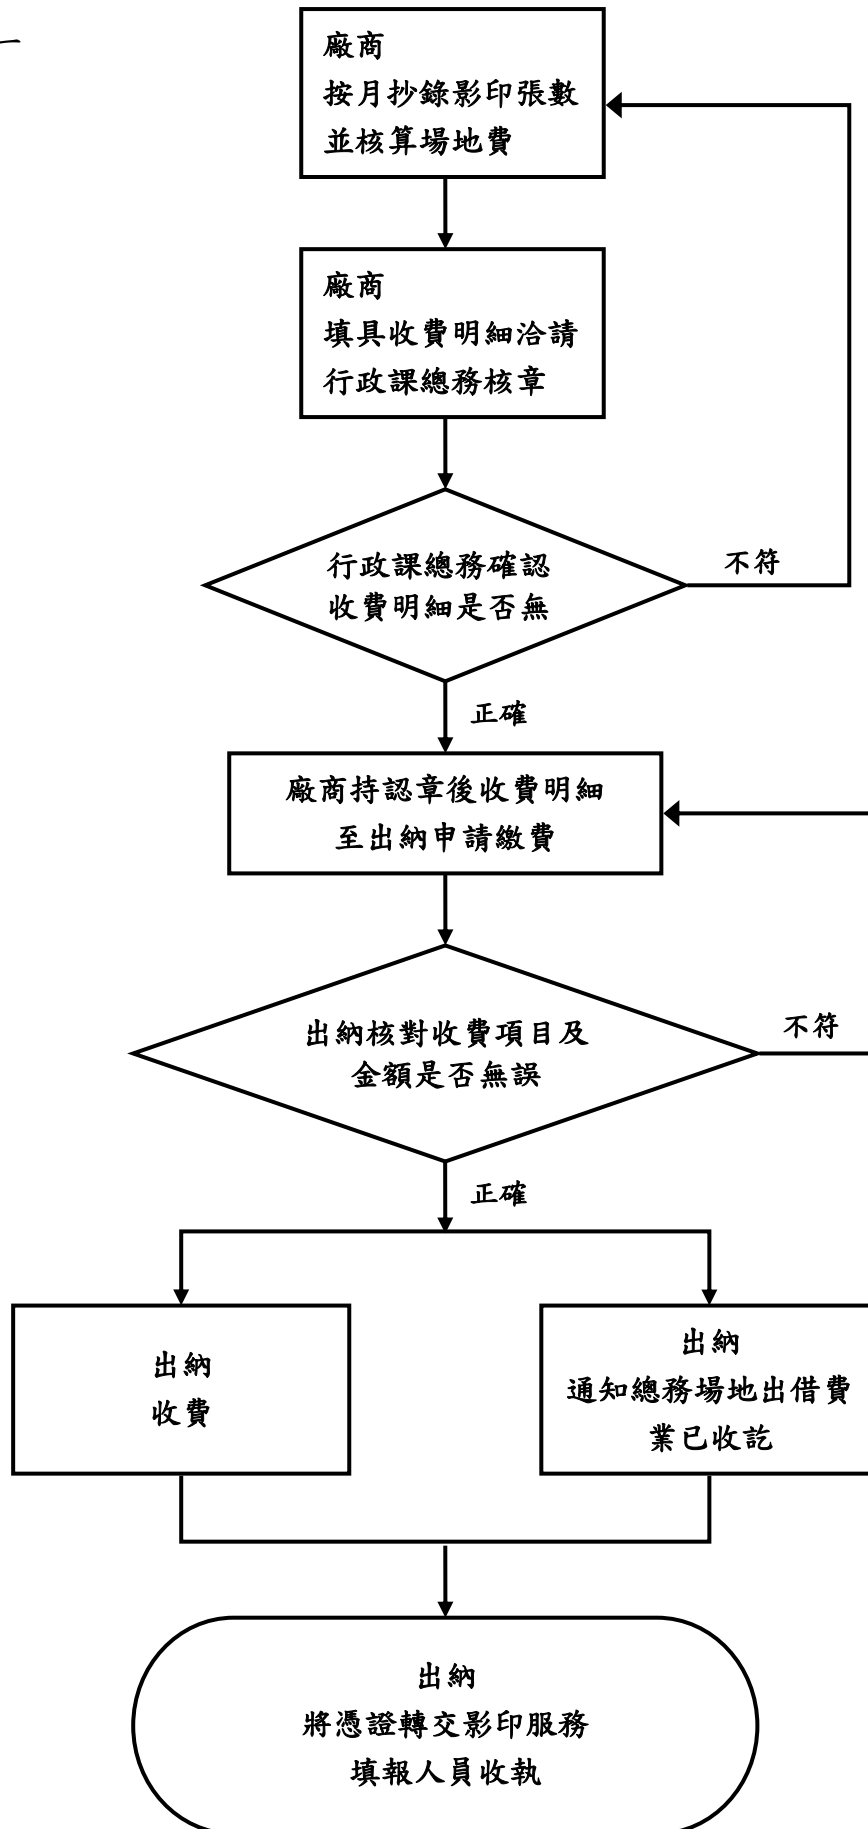 廠商
按月抄錄影印張數
並核算場地費
廠商
填具收費明細洽請
行政課總務核章
行政課總務確認
收費明細是否無
不符
正確
廠商持認章後收費明細
至出納申請繳費
出納核對收費項目及
金額是否無誤
不符
正確
出納
收費
出納
通知總務場地出借費
業已收訖
出納
將憑證轉交影印服務
填報人員收執